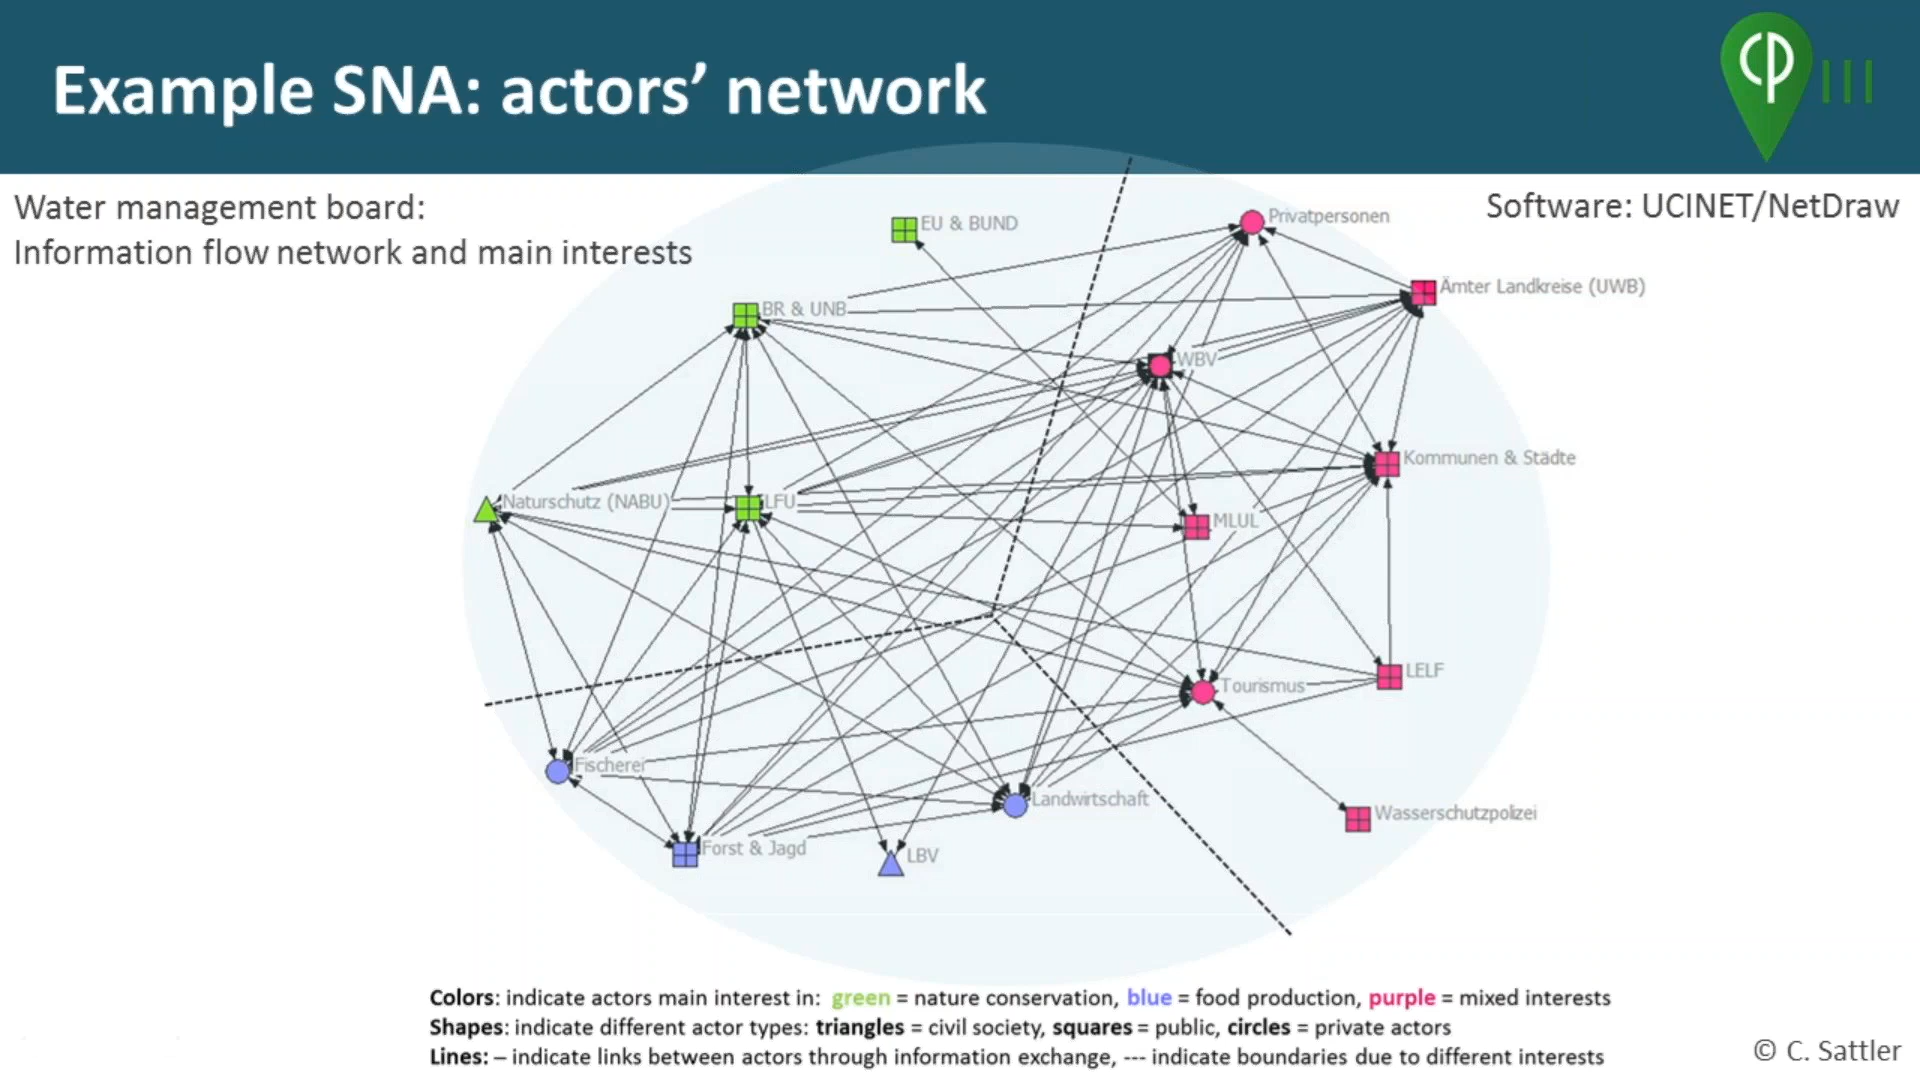 Example SNA: actors’ network
Water management board:
Information flow network and main interests
Software: UCINET/NetDraw
EU & BUND
Privatpersonen
Ämter Landkreise (UWB)
BR & UNB
WBV
Kommunen & Städte
Naturschutz (NABU)
LFU
MLUL
LELF
Tourismus
Fischerei
Landwirtschaft
Wasserschutzpolizei
Forst & Jagd
LBV
Colors: indicate actors main interest in: green = nature conservation, blue = food production, purple = mixed interests
Shapes: indicate different actor types: triangles = civil society, squares = public, circles = private actors
Lines: – indicate links between actors through information exchange, --- indicate boundaries due to different interests
© C. Sattler